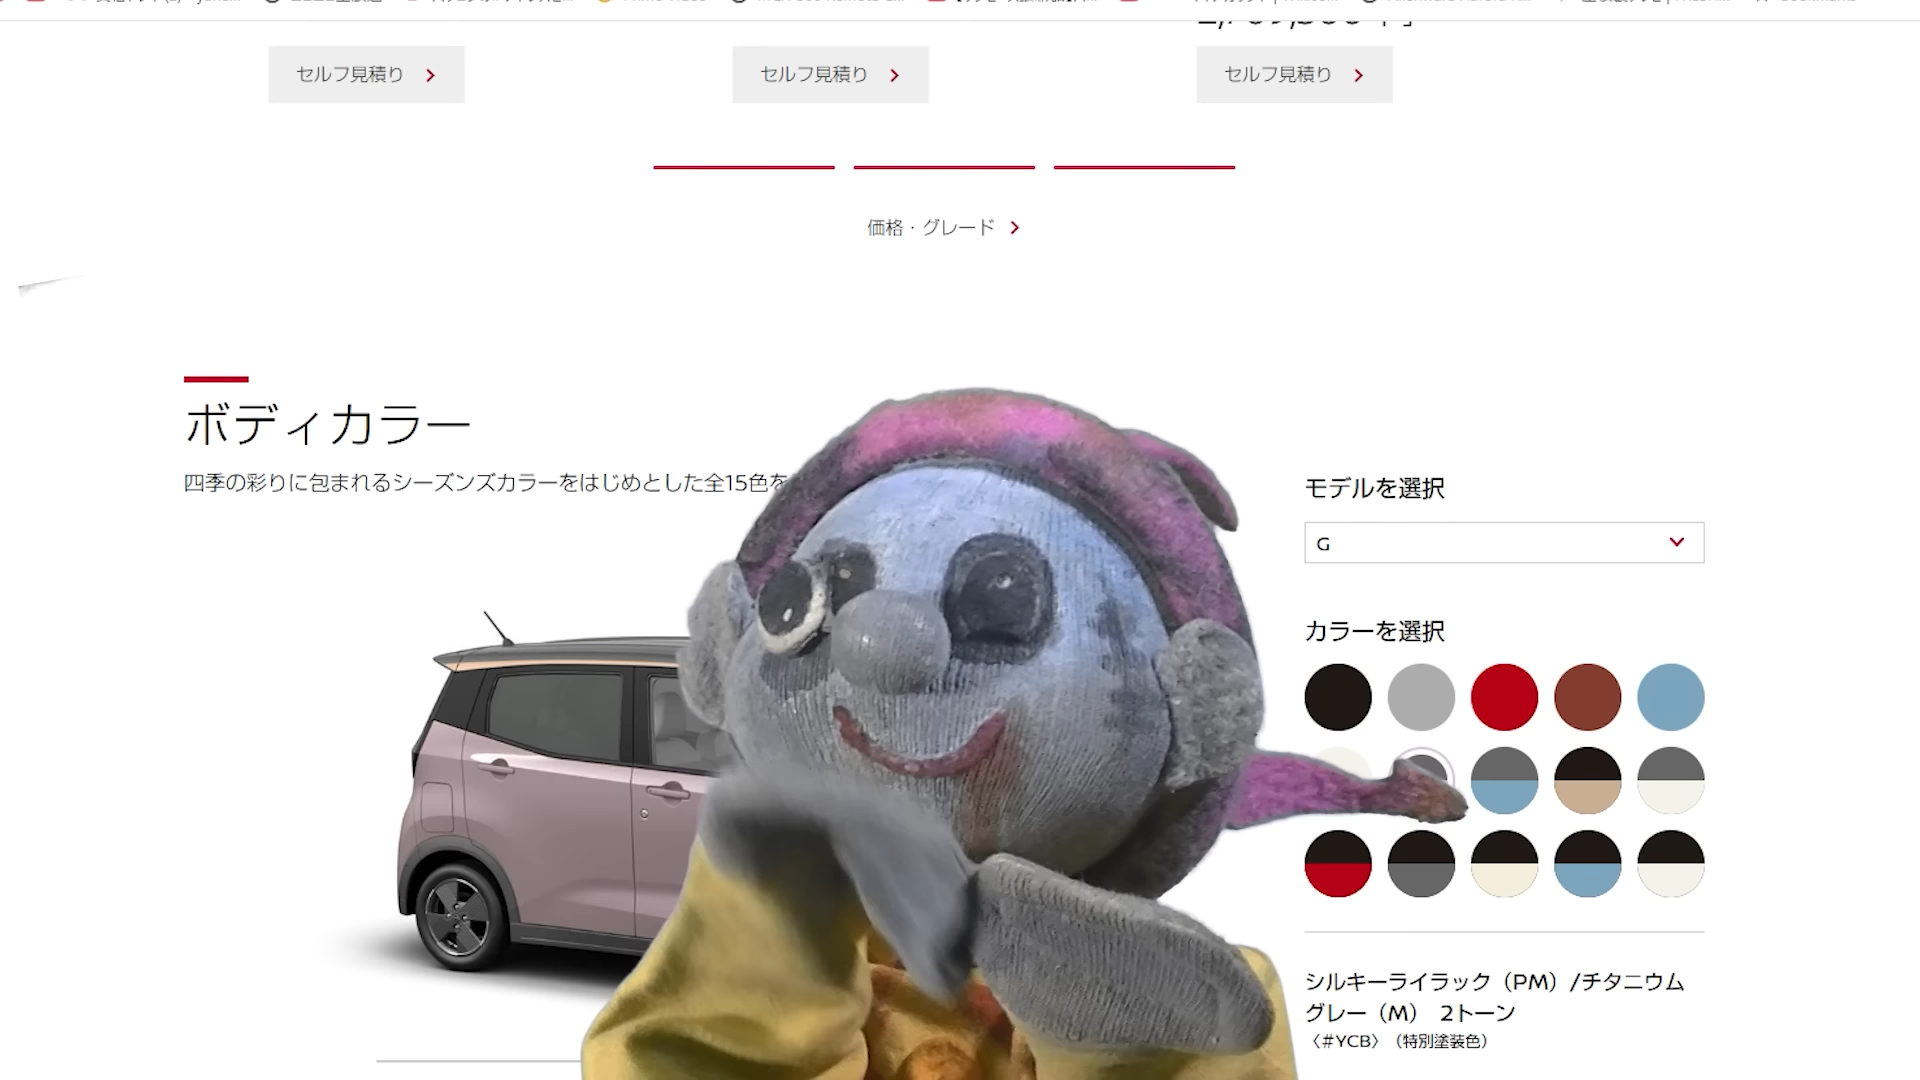 セルフ見積り
セルフ見積り
セルフ見積り
価格・グレード
ボディカラー
四季の彩りに包まれるシーズンズカラーをはじめとした全15色を
モデルを選択
G
カラーを選択
シルキーライラック（PM）/チタニウム
グレー（M） 2トーン
〈#YCB〉（特別塗装色）